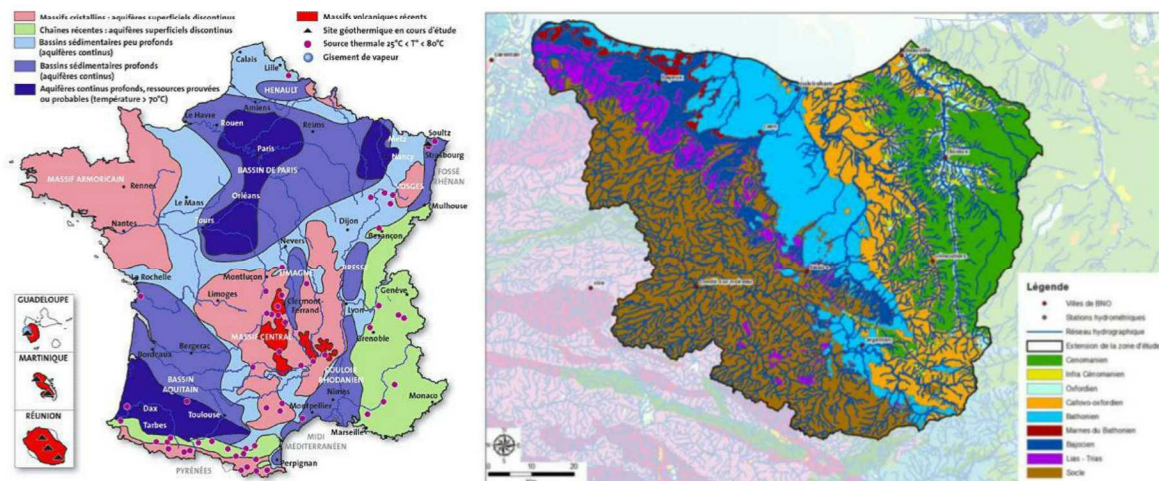 Massifs cristallins : aquifères superficiels discontinus
Chaînes récentes : aquifères superficiels discontinus
Bassins sédimentaires peu profonds
(aquifères continus)
Bassins sédimentaires profonds
(aquifères continus)
Aquifères continus profonds, ressources prouvées
ou probables (température > 70°C)
Massifs volcaniques récents
Site géothermique en cours d'étude
Source thermale 25°C < T° < 80°C
Gisement de vapeur
Calais
Lille
HENAULT
Amiens
Le Havre
Rouen
Reims
Metz
Soultz
Paris
Nancy
Strasbourg
BASSIN DE PARIS
VOSGES
FOSSÉ
RHÉNAN
MASSIF ARMORICAIN
Rennes
Le Mans
Orléans
Mulhouse
Nantes
Tours
Dijon
Besançon
Nevers
La Rochelle
Montluçon
LIMAGNE
BRESSE
Genève
Limoges
Clermont
Ferrand
Lyon
MASSIF CENTRAL
Grenoble
Bordeaux
Bergerac
COULOIR
RHODANIEN
BASSIN
AQUITAIN
Nimes
Monaco
Dax
Toulouse
Montpellier
Tarbes
Marseille
MIDI
MÉDITERRANÉEN
PYRÉNÉES
Perpignan
GUADELOUPE
MARTINIQUE
RÉUNION
Légende
Villes de BNO
Stations hydrométriques
Réseau hydrographique
Extension de la zone d'étude
Cenomanien
Infra Cénomanien
Oxfordien
Callovo-oxfordien
Bathonien
Marnes du Bathonien
Bajocien
Lias - Trias
Socle
0
10
20